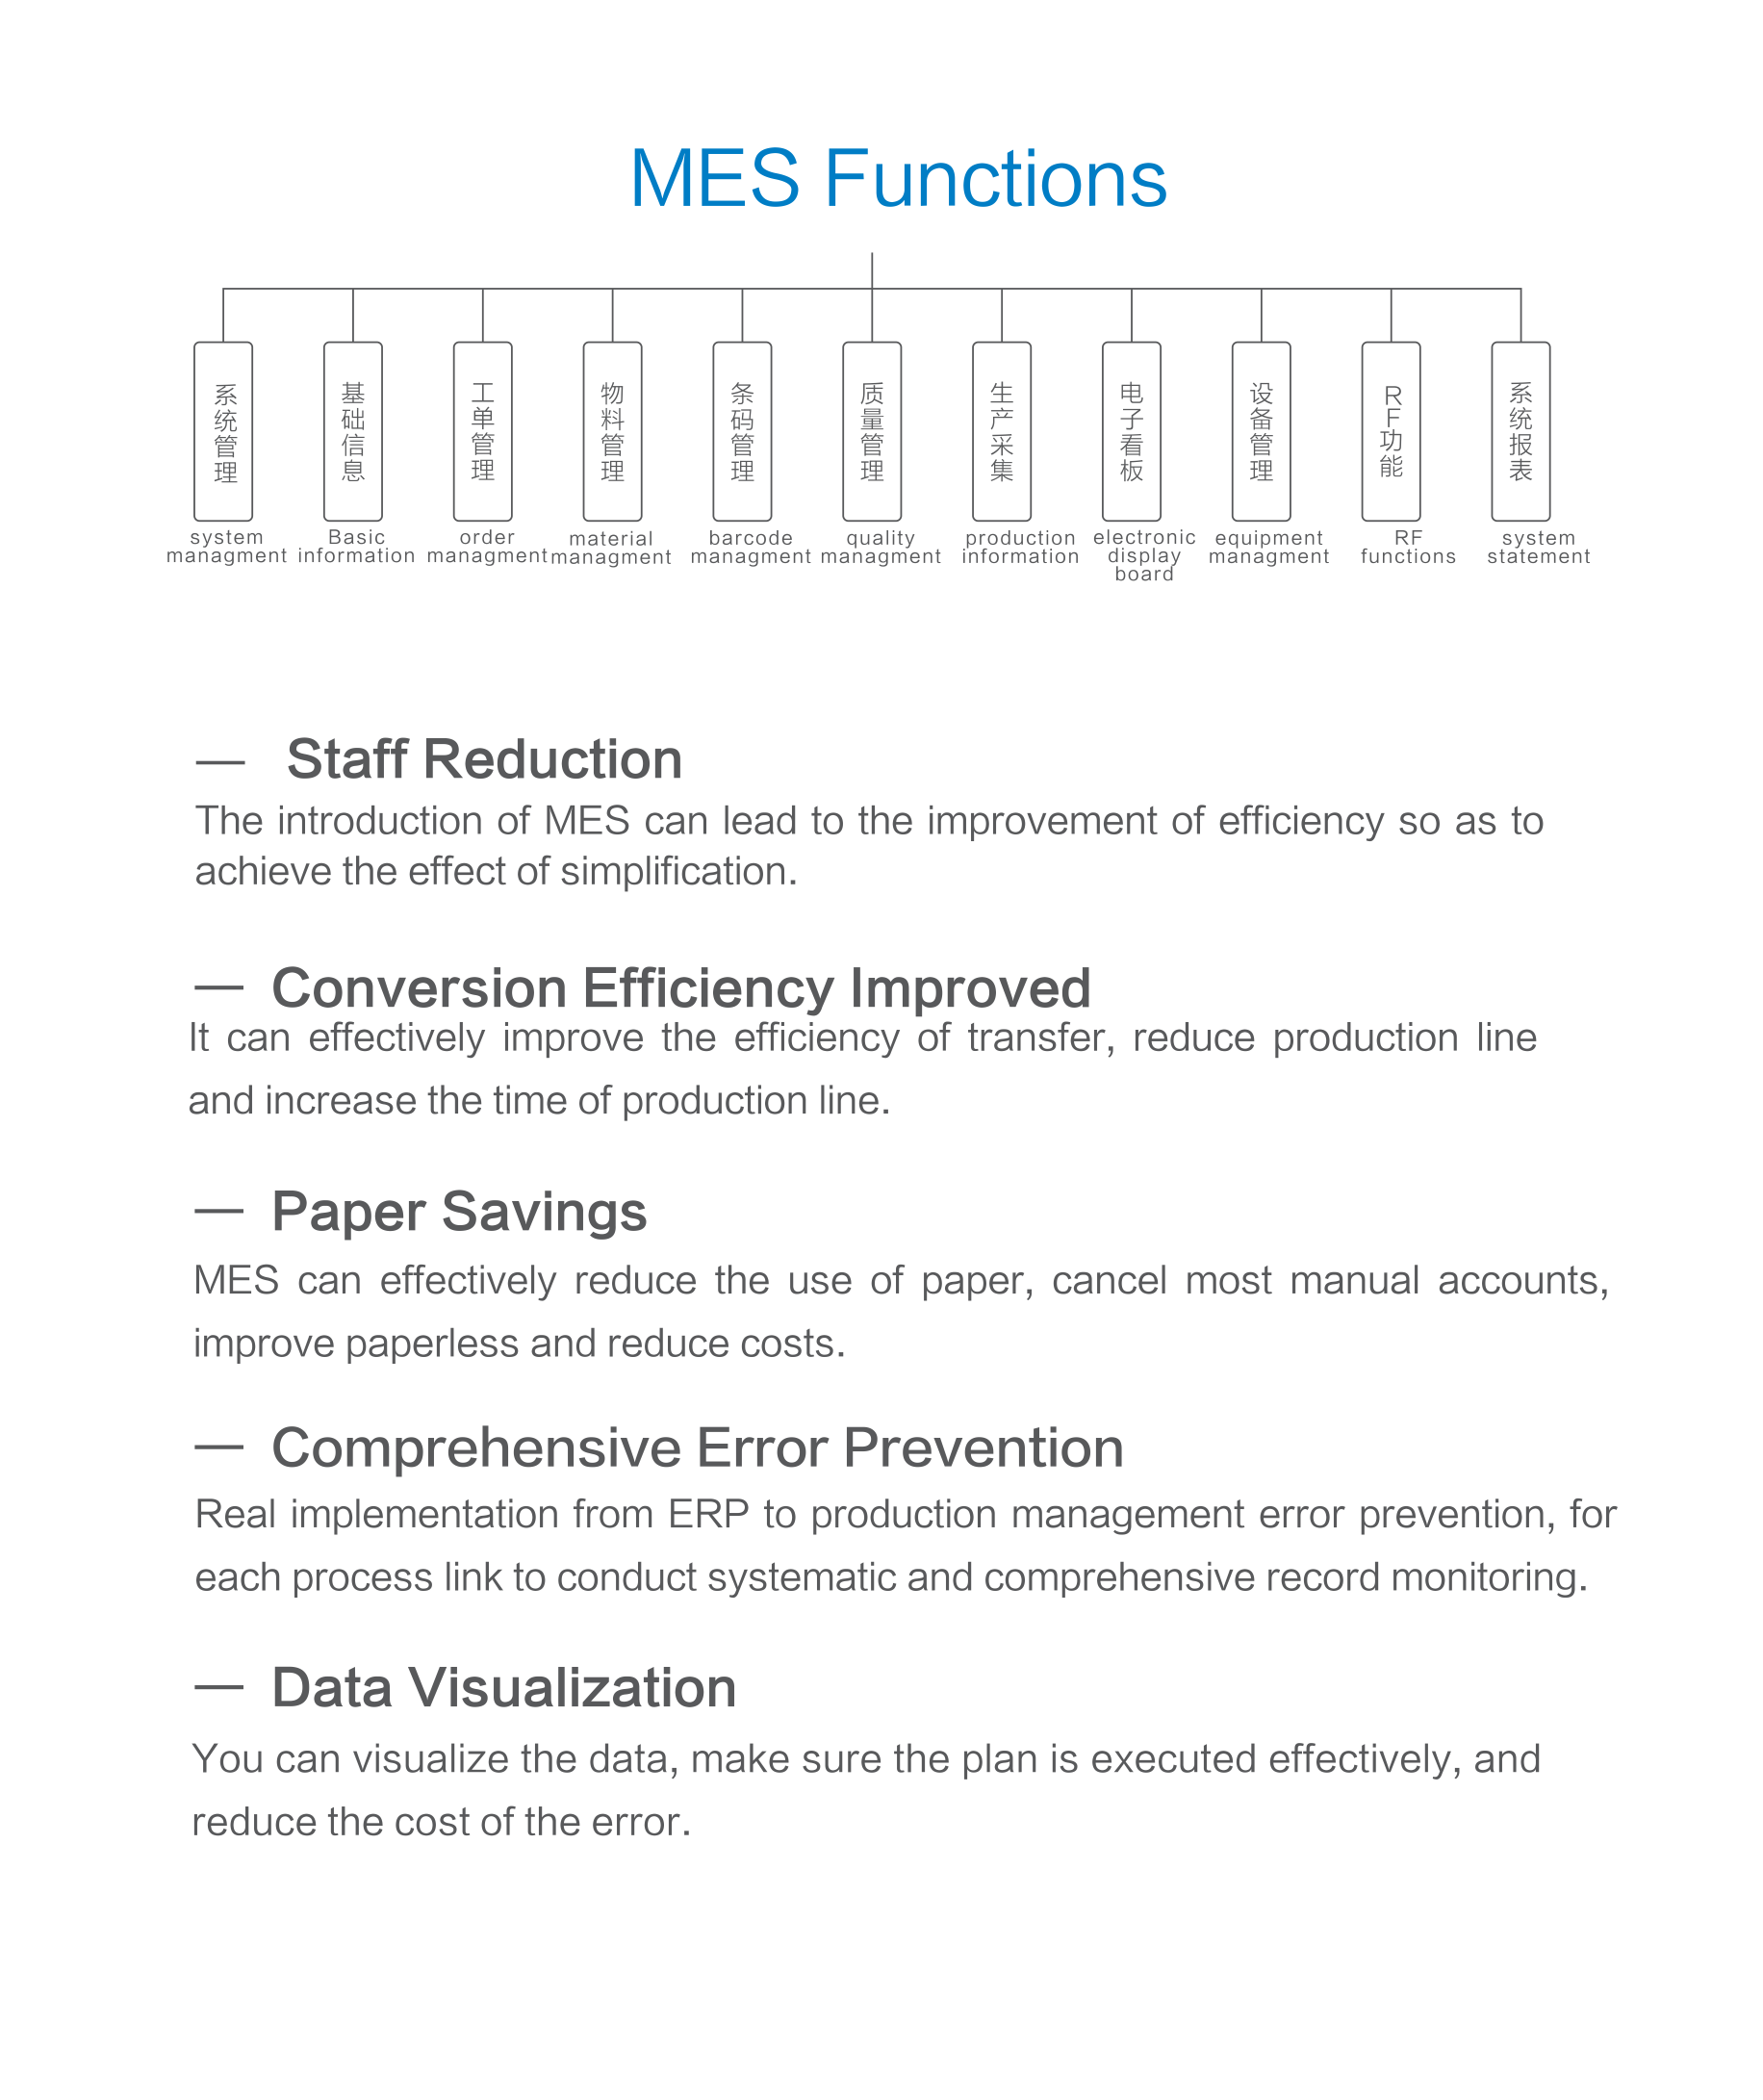 MES Functions
系统管理
基础信息
工单管理
物料管理
条码管理
质量管理
生产采集
电子看板
设备管理
RF功能
系统报表
system
managment
Basic
information
order
managment
material
managment
barcode
managment
quality
managment
production
information
electronic
display
board
equipment
managment
RF
functions
system
statement
— Staff Reduction
The introduction of MES can lead to the improvement of efficiency so as to
achieve the effect of simplification.
— Conversion Efficiency Improved
It can effectively improve the efficiency of transfer, reduce production line
and increase the time of production line.
— Paper Savings
MES can effectively reduce the use of paper, cancel most manual accounts,
improve paperless and reduce costs.
— Comprehensive Error Prevention
Real implementation from ERP to production management error prevention, for
each process link to conduct systematic and comprehensive record monitoring.
— Data Visualization
You can visualize the data, make sure the plan is executed effectively, and
reduce the cost of the error.